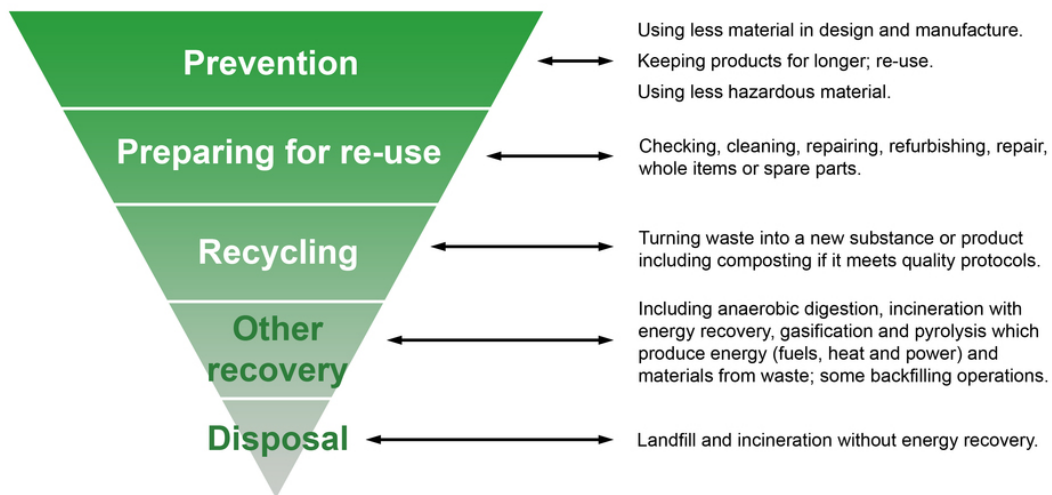 Prevention
Using less material in design and manufacture.
Keeping products for longer; re-use.
Using less hazardous material.
Preparing for re-use
Checking, cleaning, repairing, refurbishing, repair,
whole items or spare parts.
Recycling
Turning waste into a new substance or product
including composting if it meets quality protocols.
Other
recovery
Including anaerobic digestion, incineration with
energy recovery, gasification and pyrolysis which
produce energy (fuels, heat and power) and
materials from waste; some backfilling operations.
Disposal
Landfill and incineration without energy recovery.